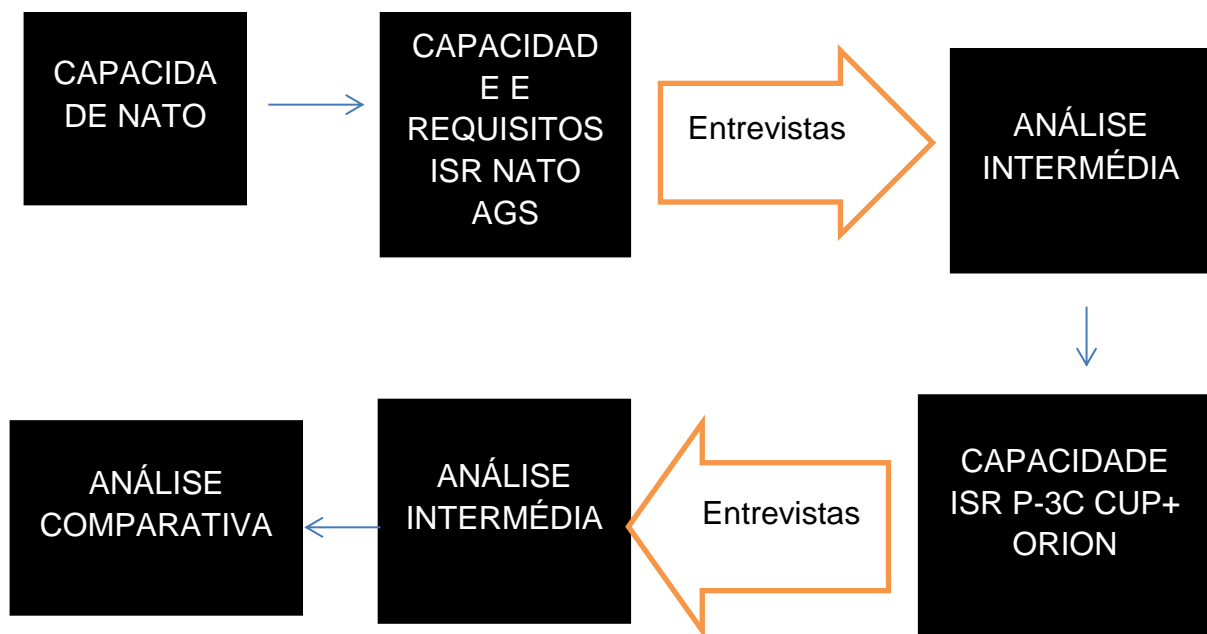 CAPACIDA
DE NATO
CAPACIDAD
E E
REQUISITOS
ISR NATO
AGS
Entrevistas
ANÁLISE
INTERMÉDIA
CAPACIDADE
ISR P-3C CUP+
ORION
Entrevistas
ANÁLISE
INTERMÉDIA
ANÁLISE
COMPARATIVA